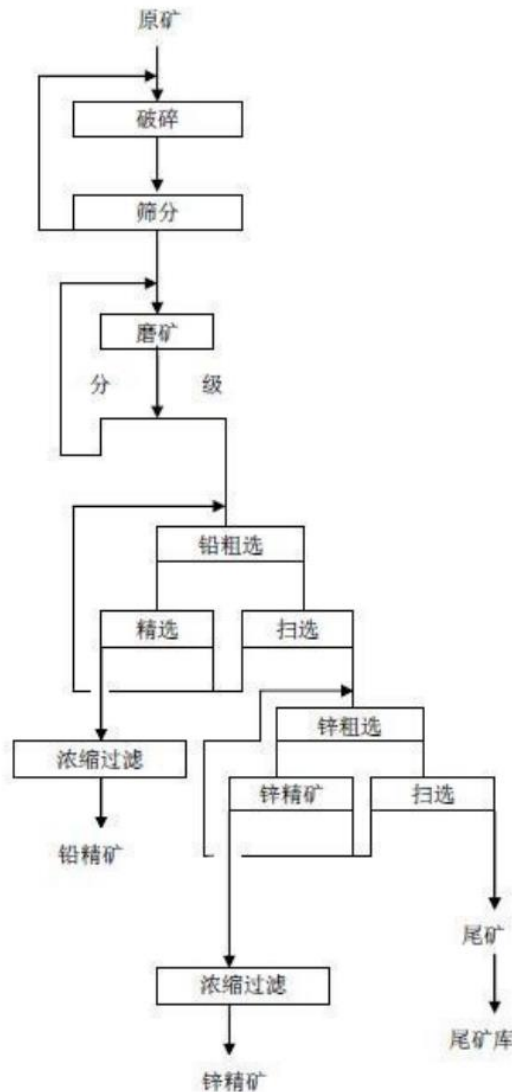 原矿
破碎
筛分
磨矿
分 级
铅粗选
精选 扫选
锌粗选
浓缩过滤
锌精矿 扫选
铅精矿
尾矿
浓缩过滤
尾矿库
锌精矿